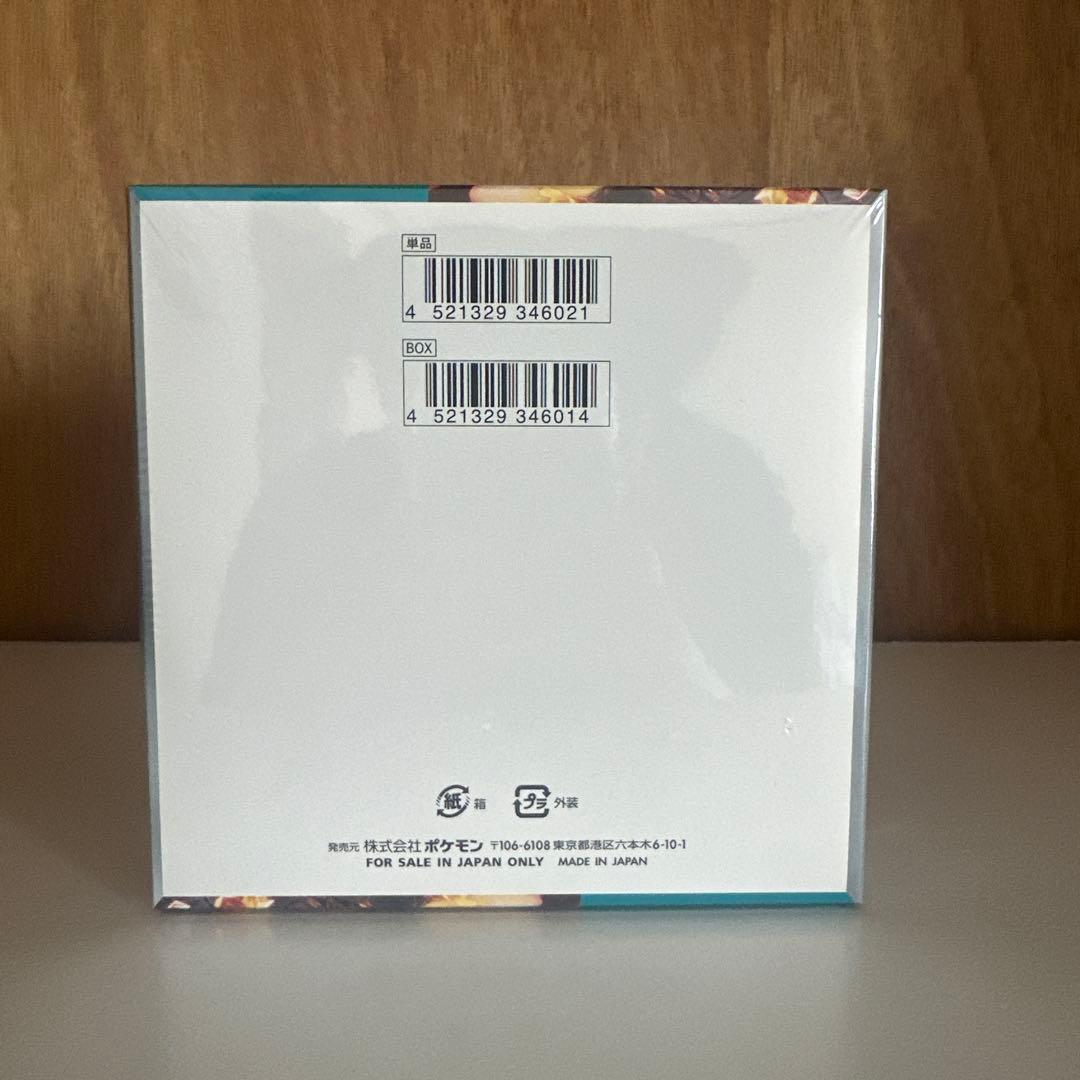 単品
4 521329 346021
BOX
4 521329 346014
紙 箱 プラ 外装
発売元 株式会社ポケモン 〒106-6108 東京都港区六本木6-10-1
FOR SALE IN JAPAN ONLY MADE IN JAPAN